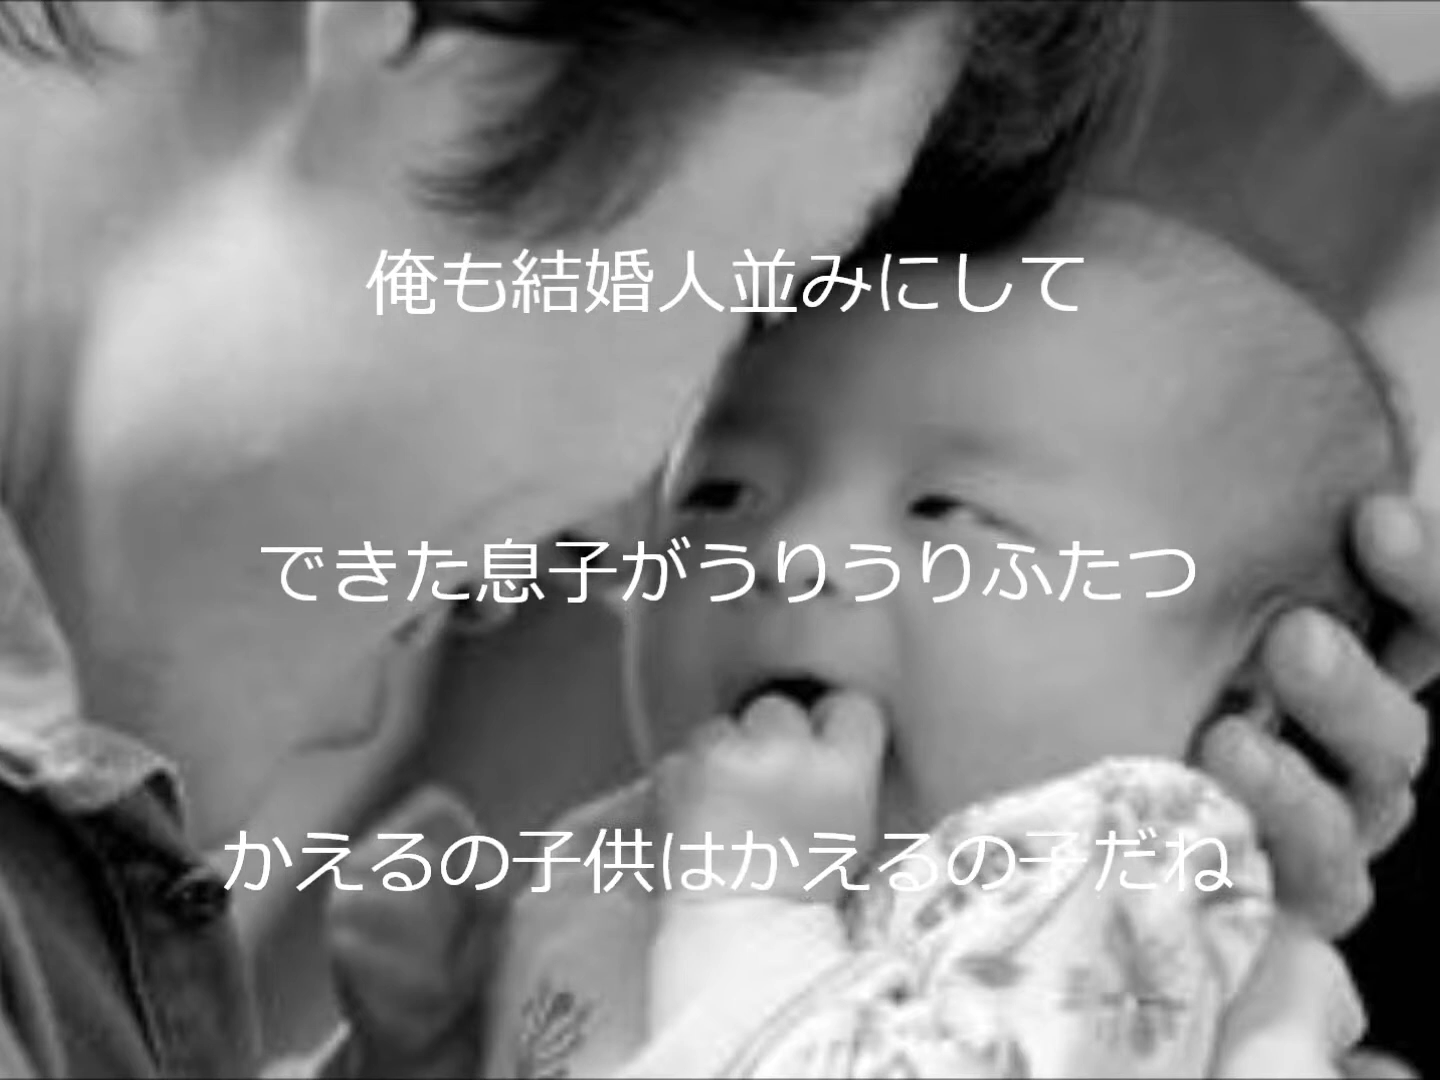 俺も結婚人並みにして
できた息子がうりうりふたつ
かえるの子供はかえるの子だね